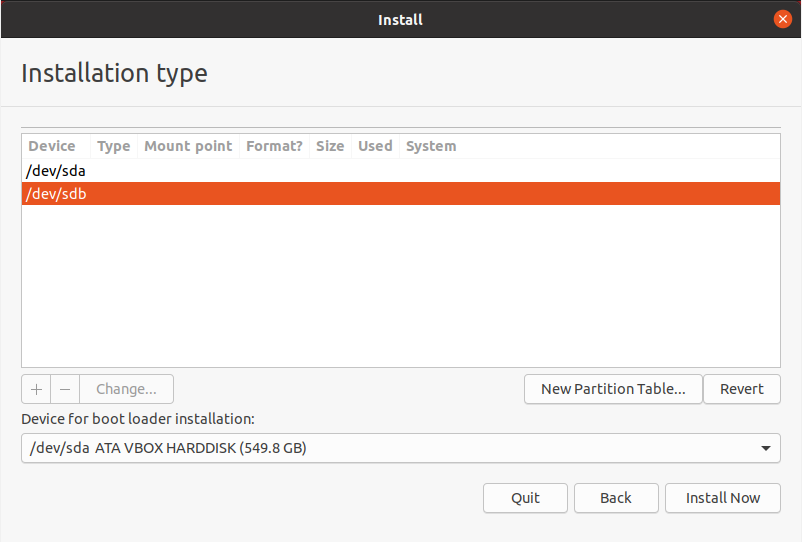 Install
Installation type
Device Type Mount point Format? Size Used System
/dev/sda
/dev/sdb
+ − Change... New Partition Table... Revert
Device for boot loader installation:
/dev/sda ATA VBOX HARDDISK (549.8 GB)
Quit Back Install Now